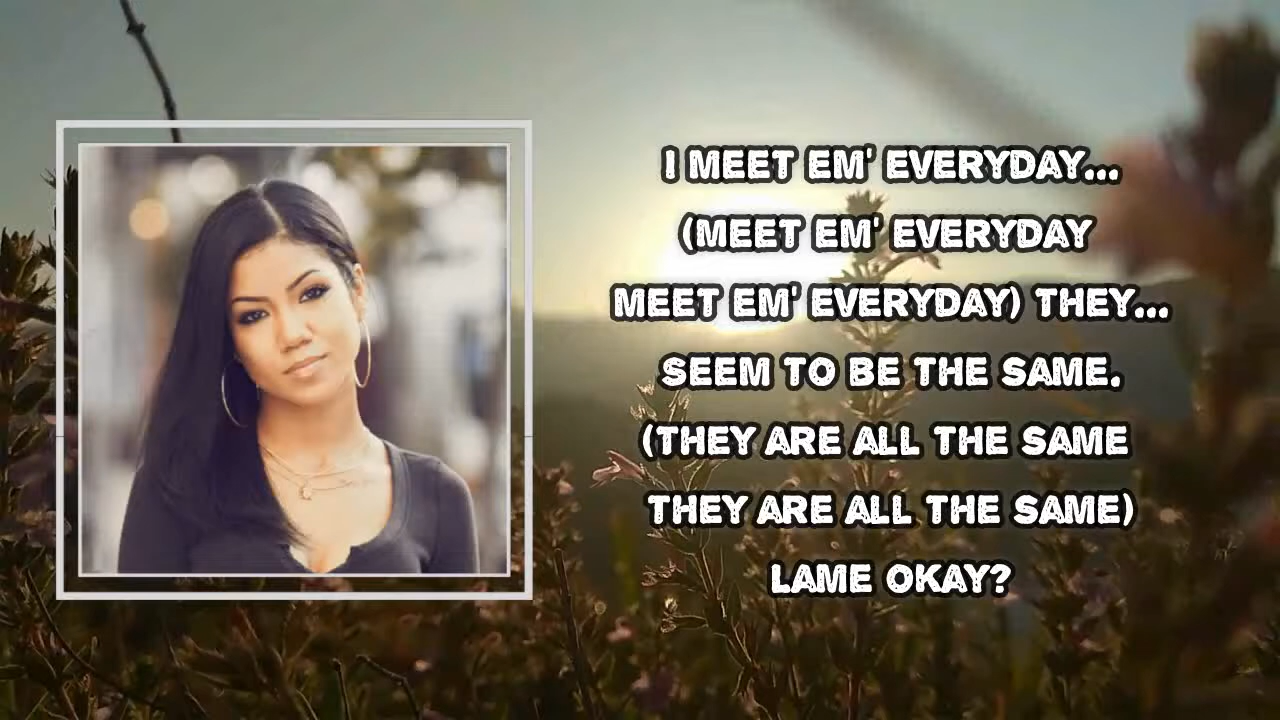 I MEET EM' EVERYDAY...
(MEET EM' EVERYDAY
MEET EM' EVERYDAY) THEY...
SEEM TO BE THE SAME.
(THEY ARE ALL THE SAME
THEY ARE ALL THE SAME)
LAME OKAY?